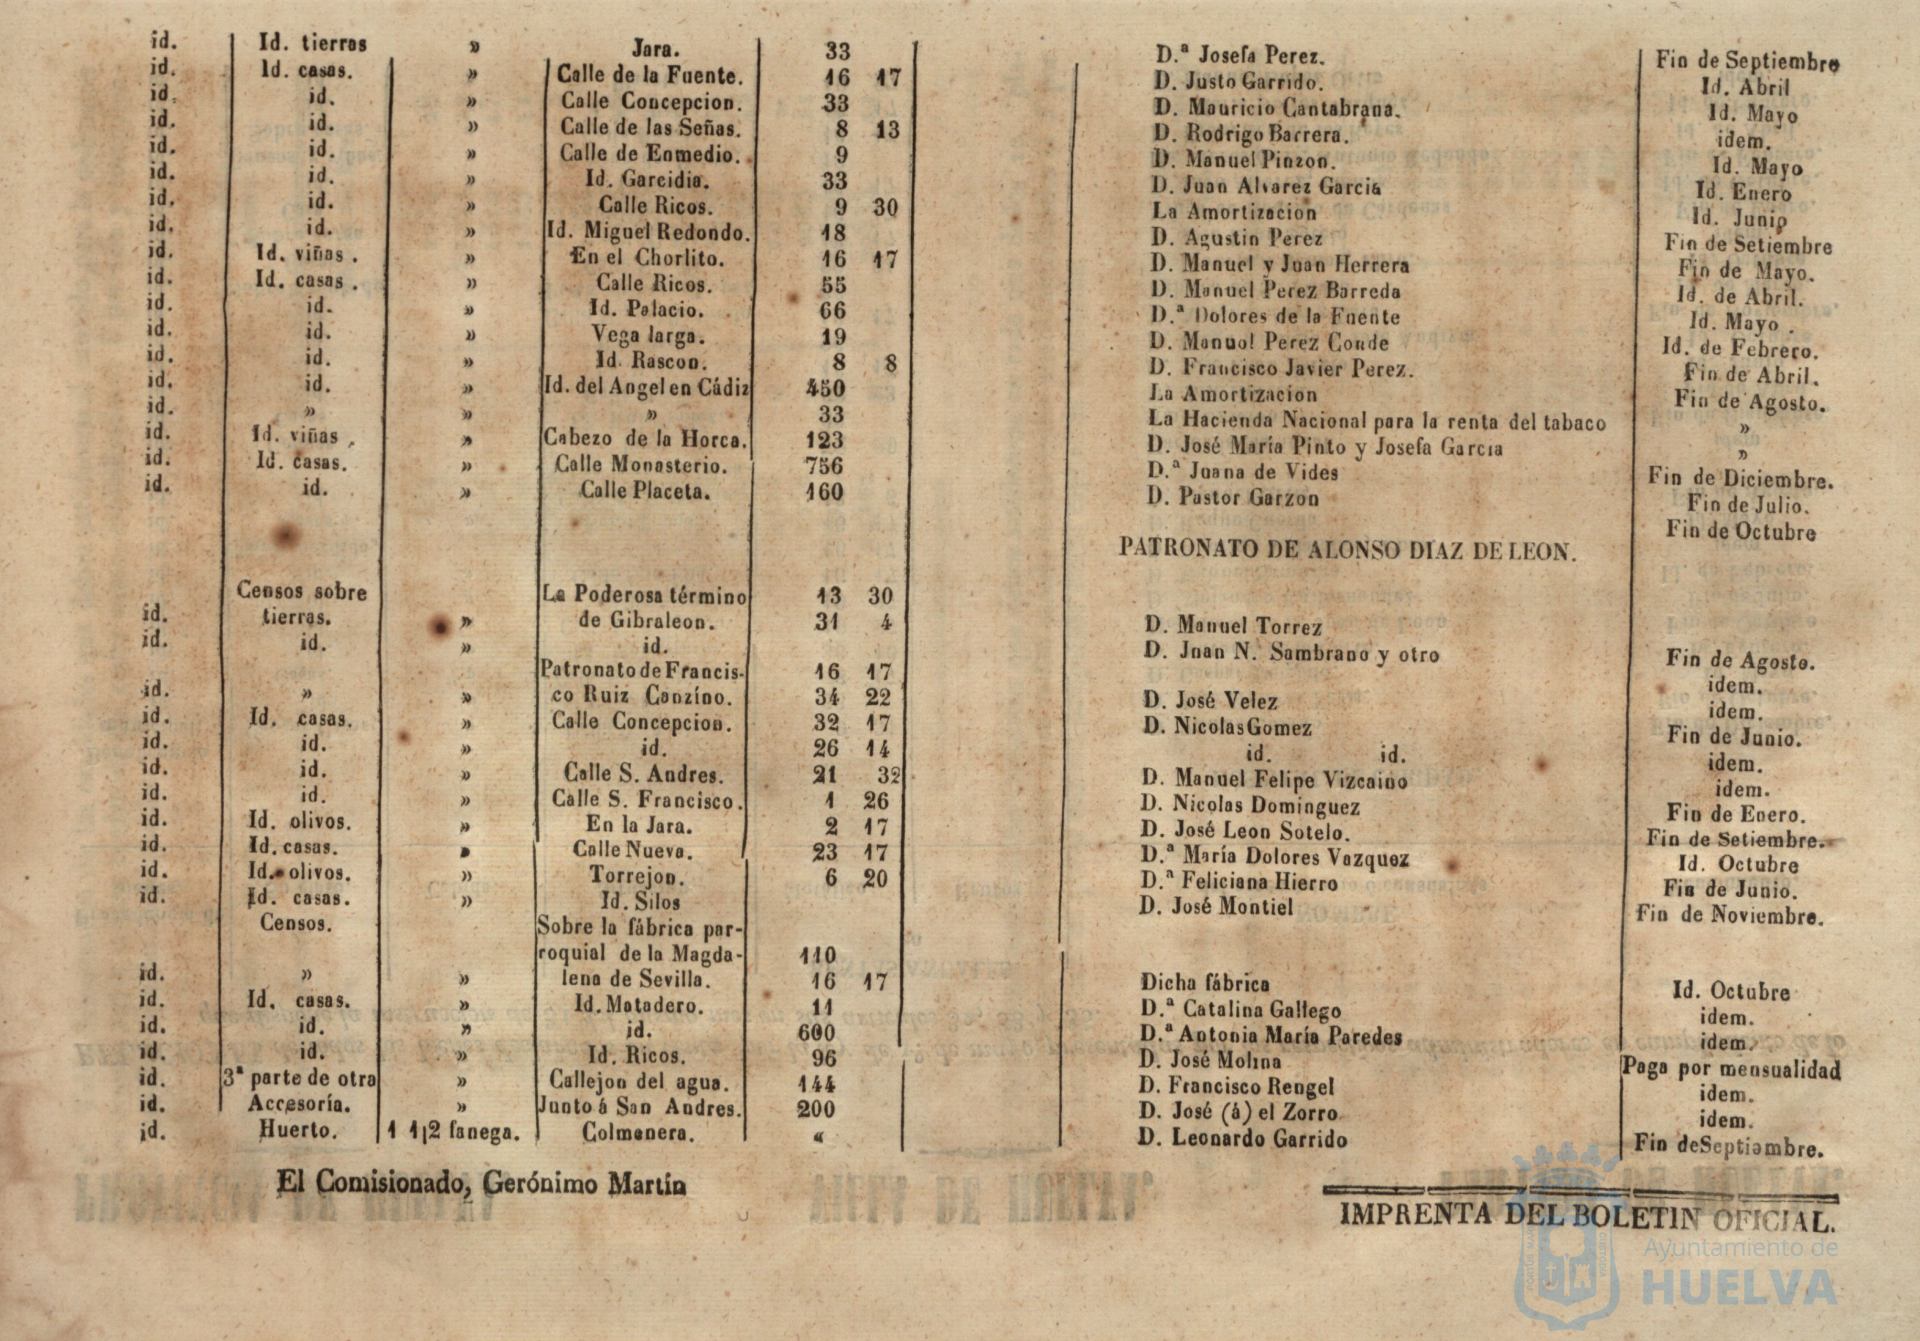 id. Id. tierras » Jara. 33 D.ª Josefa Perez. Fin de Septiembre
id. Id. casas. » Calle de la Fuente. 16 17 D. Justo Garrido. Id. Abril
id. id. » Calle Concepcion. 33 D. Mauricio Cantabrana. Id. Mayo
id. id. » Calle de las Señas. 8 13 D. Rodrigo Barrera. idem.
id. id. » Calle de Enmedio. 9 D. Manuel Pinzon. Id. Mayo
id. id. » Id. Garcidia. 33 D. Juan Alvarez Garcia Id. Enero
id. id. » Calle Ricos. 9 30 La Amortizacion Id. Junio
id. id. » Id. Miguel Redondo. 18 D. Agustin Perez Fin de Setiembre
id. Id. viñas . » En el Chorlito. 16 17 D. Manuel y Juan Herrera Fin de Mayo.
id. Id. casas . » Calle Ricos. 55 D. Manuel Perez Barreda Id. de Abril.
id. id. » Id. Palacio. 66 D.ª Dolores de la Fuente Id. Mayo .
id. id. » Vega larga. 19 D. Manuol Perez Conde Id. de Febrero.
id. id. » Id. Rascon. 8 8 D. Francisco Javier Perez. Fin de Abril.
id. id. » Id. del Angel en Cádiz 450 La Amortizacion Fin de Agosto.
id. » » » 33 La Hacienda Nacional para la renta del tabaco »
id. Id. viñas . » Cabezo de la Horca. 123 D. José María Pinto y Josefa Garcia »
id. Id. casas. » Calle Monasterio. 756 D.ª Juana de Vides Fin de Diciembre.
id. id. » Calle Placeta. 160 D. Pastor Garzon Fin de Julio.
Fin de Octubre
PATRONATO DE ALONSO DIAZ DE LEON.
Censos sobre La Poderosa término 13 30
id. tierras. » de Gibraleon. 31 4 D. Manuel Torrez
id. id. » id. D. Jnan N. Sambrano y otro Fin de Agosto.
Patronato de Francis- 16 17 idem.
id. » » co Ruiz Canzíno. 34 22 D. José Velez idem.
id. Id. casas. » Calle Concepcion. 32 17 D. Nicolas Gomez Fin de Junio.
id. id. » id. 26 14 id. id. idem.
id. id. » Calle S. Andres. 21 32 D. Manuel Felipe Vizcaino idem.
id. id. » Calle S. Francisco. 1 26 D. Nicolas Dominguez Fin de Enero.
id. Id. olivos. » En la Jara. 2 17 D. José Leon Sotelo. Fin de Setiembre.
id. Id. casas. » Calle Nueva. 23 17 D.ª María Dolores Vazquez Id. Octubre
id. Id. olivos. » Torrejon. 6 20 D.ª Feliciana Hierro Fin de Junio.
id. Id. casas. » Id. Silos D. José Montiel Fin de Noviembre.
Censos. Sobre la fábrica par-
roquial de la Magda- 110
id. » » lena de Sevilla. 16 17 Dicha fábrica Id. Octubre
id. Id. casas. » Id. Matadero. 11 D.ª Catalina Gallego idem.
id. id. » id. 600 D.ª Antonia María Paredes idem.
id. id. » Id. Ricos. 96 D. José Molina Paga por mensualidad
id. 3ª parte de otra » Callejon del agua. 144 D. Francisco Rengel idem.
id. Accesoría. » Junto á San Andres. 200 D. José (á) el Zorro idem.
id. Huerto. 1 1|2 fanega. Colmenera. « D. Leonardo Garrido Fin de Septiembre.
El Comisionado, Gerónimo Martin
IMPRENTA DEL BOLETIN OFICIAL.
Ayuntamiento de
HUELVA